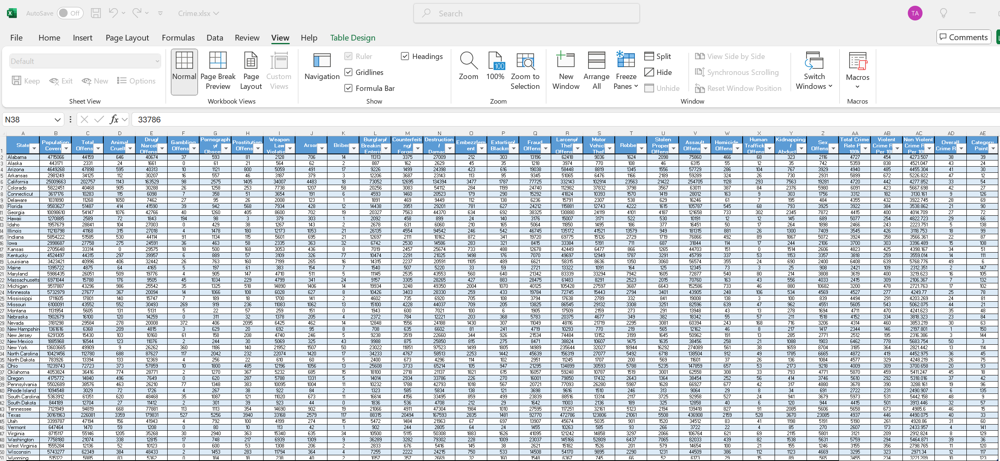 AutoSave Off Crime.xlsx Search TA
File Home Insert Page Layout Formulas Data Review View Help Table Design Comments
Default
Keep Exit New Options
Sheet View
Normal Page Break Preview Page Layout Custom Views
Workbook Views
Navigation Ruler Gridlines Formula Bar Headings
Show
Zoom 100% Zoom to Selection
Zoom
New Window Arrange All Freeze Panes Split Hide Unhide View Side by Side Synchronous Scrolling Reset Window Position Switch Windows
Window
Macros
Macros
N38 fx 33786
A B C D E F G H I J K L M N O P Q R S T U V W X Y Z AA AB AC AD AE
2 Alabama 4715066 44159 646 40674 37 593 81 2128 706 14 11313 3375 27009 212 303 13196 62418 9036 1624 2098 75860 466 68 323 2116 4727 454 4273.507 38 39
3 Alaska 443171 2331 24 1661 0 61 21 564 62 2 887 162 2629 45 35 1218 3974 770 108 46 6315 55 12 35 742 5359 838 4521.047 43 24
4 Arizona 4649268 47898 595 40313 10 1121 800 5059 491 17 9226 1499 24398 423 616 19038 58448 8819 1345 1556 57729 286 104 767 3929 4940 485 4455.304 41 30
5 Arkansas 2981249 34125 112 30207 16 557 46 3187 379 3 12206 3687 23143 113 95 9345 51065 6476 1166 2189 59289 324 26 730 2931 5899 672 5226.822 47 12
6 California 25009663 202757 1143 163529 98 2575 1405 34007 4483 18 73052 12695 134394 3477 1787 77725 332143 102914 23563 21422 254705 1128 293 7563 19281 4720 442 4277.852 33 54
7 Colorado 5822451 40468 905 30288 26 1258 253 7738 1207 58 20256 3083 54112 284 1199 24740 112982 37832 3798 3567 63011 387 84 2376 5980 6091 423 5667.698 42 27
8 Connecticut 3617176 10283 115 6098 7 358 51 3654 191 6 4593 1460 20523 179 290 15292 41824 10393 1570 1419 28012 163 9 303 1756 3312 182 3130.161 9 126
9 Delaware 1031890 11268 1650 7462 27 95 26 2008 123 1 1891 469 9449 112 138 6236 15791 2307 538 629 16246 61 7 195 484 4355 432 3922.745 28 69
10 Florida 9583627 51487 414 41590 39 942 568 7934 428 12 14438 3951 29201 781 627 24212 115881 12743 4222 1615 105787 545 68 793 3925 3922 384 3538.862 21 90
11 Georgia 10098610 54147 1076 42766 40 1260 405 8600 702 19 20327 7563 44370 634 692 38325 130880 24119 4101 4187 121658 733 302 2345 7872 4415 400 4014.709 27 72
12 Hawaii 1270885 2589 72 1843 194 98 3 379 303 1 2092 458 899 24 140 3176 15007 3171 522 530 10191 12 12 145 689 5077 254 4822.723 29 66
13 Idaho 1957679 28841 104 27003 0 429 38 1267 143 2 2678 631 6060 210 165 5064 11850 1495 186 377 16451 50 17 264 1898 2466 243 2223.751 5 138
14 Illinois 11210798 41168 315 27018 4 1478 180 12173 1053 21 26135 4554 94542 246 542 46745 135172 41521 13579 949 181315 881 26 1300 7409 3545 426 3118.753 18 99
15 Indiana 5854222 51585 530 44114 91 1134 115 5601 695 21 12697 2111 10162 872 341 19720 69775 15126 2729 1719 76866 492 89 1867 5072 3924 358 3566.361 22 87
16 Iowa 2998687 27758 275 24591 36 463 58 2335 363 32 6742 2530 14586 283 321 8415 33384 5191 711 687 31844 114 17 244 2106 3700 303 3396.489 15 108
17 Kansas 2705648 33314 0 29575 18 500 168 3053 436 8 7019 2457 25674 733 488 12678 42449 6477 866 1265 44703 151 0 1514 2606 4823 425 4398.167 34 51
18 Kentucky 4524497 44315 297 39957 6 889 57 3109 326 77 10474 2291 21025 1498 176 7070 49697 12949 1787 3291 45799 337 53 1153 3357 3818 259 3559.014 14 111
19 Louisiana 3423421 40996 406 32442 26 763 160 7199 265 16 14315 2237 20591 1105 489 6621 58315 8636 1350 3060 56574 355 24 690 2400 6408 639 5768.776 49 6
20 Maine 1395722 4875 64 4165 5 197 61 383 154 7 1540 507 5220 33 59 2721 13322 1091 164 125 12345 73 3 25 908 2421 109 2312.351 2 147
21 Maryland 5986435 26051 509 19776 4 905 147 4710 511 5 11145 2535 43553 560 640 21342 83339 33294 7942 1605 72877 540 80 214 3808 3619 400 3219.623 16 105
22 Massachusetts 6971044 15788 176 9505 45 1034 229 4799 341 24 9157 3305 28265 427 883 28475 61483 8291 2523 2015 70760 163 43 556 4033 2415 309 2106.367 7 132
23 Michigan 9517887 43296 986 25542 35 1325 518 14890 1406 14 19934 3248 49350 2004 1070 40125 105428 27597 3687 6643 152586 733 46 880 10682 3200 478 2721.763 17 102
24 Minnesota 5732979 27677 367 20094 14 1066 108 6028 627 8 10426 3403 28330 259 433 19784 72745 15443 2794 3401 43905 248 106 534 4569 4527 277 4249.77 25 78
25 Mississippi 1711605 17801 140 15747 7 189 18 1700 141 2 4602 735 6920 705 108 3794 17638 2789 332 841 19008 138 3 100 839 4494 291 4203.269 24 81
26 Missouri 6100091 43552 552 30493 269 919 236 11083 1062 13 15100 4228 44037 709 205 13825 86545 29132 3308 3251 82596 639 47 962 4551 5605 543 5062.075 44 21
27 Montana 1131954 5605 131 5131 5 22 57 259 151 0 1943 600 7021 100 6 1905 17509 2159 273 291 13948 43 13 278 1694 4711 470 4241.623 35 48
28 Nebraska 1902679 16100 120 14259 0 311 32 1378 205 4 2372 784 12221 203 368 5783 20375 4677 349 382 18342 55 57 211 1518 4152 334 3818.323 23 84
29 Nevada 3181298 29584 278 20008 372 406 2095 6425 462 14 12848 1556 24188 1430 307 11049 48116 21719 2295 3081 60394 243 168 716 3206 4314 460 3853.219 30 63
30 New Hampshir 1361616 6368 209 4815 3 629 20 692 95 8 708 635 6602 81 241 4719 10293 770 219 565 12162 46 8 217 1417 2344 146 2197.801 1 150
31 New Jersey 6291305 15430 103 10160 61 158 208 4740 246 5 9238 3519 22660 344 926 21534 74484 13152 3199 1645 50962 191 13 285 2771 2512 195 2316.386 3 144
32 New Mexico 1885968 16544 123 11076 2 244 30 5069 325 43 9988 875 25850 815 275 8471 38824 10607 1475 1635 38456 258 21 1088 1903 6462 778 5683.754 50 3
33 New York 13603665 49909 9 26262 360 1186 140 21952 1507 50 23022 11851 97523 1499 1805 14989 235644 32027 18944 16292 274089 561 38 1659 8704 3185 364 2821.442 13 114
34 North Carolina 10421456 112780 688 87627 117 2042 232 22074 1420 17 34233 4767 58513 2253 1442 45639 156319 27077 5492 6718 138504 912 49 1785 6665 4872 419 4452.975 36 45
35 North Dakota 783926 13394 133 12369 4 256 22 610 60 5 2400 673 4296 114 102 2951 11245 1707 200 569 11601 37 26 136 1084 4577 329 4248.219 26 75
36 Ohio 11239743 72723 373 57859 10 1800 485 12196 1056 13 25608 3733 65214 105 947 21295 134899 30593 5788 5235 147859 657 53 2173 9218 4009 309 3700.658 20 93
37 Oklahoma 4053824 36416 774 28771 2 1270 367 5232 685 15 18100 2718 21137 1821 615 16057 59248 10787 1519 3001 62558 308 33 793 4771 5870 459 5411.247 45 18
38 Oregon 4175772 14840 496 7649 0 620 287 5788 1331 5 14014 2934 33786 226 270 16001 79850 17432 2643 1364 38454 252 56 414 3746 5610 292 5318.016 37 42
39 Pennsylvania 5502689 38576 463 26210 77 1348 383 10095 1004 11 10232 1788 42793 1018 567 20721 77093 26280 5987 1628 66927 677 42 317 4880 3678 390 3288.161 19 96
40 Rhode Island 1094548 3029 72 1726 4 267 38 922 84 2 1323 585 5834 138 121 3698 9616 1510 246 313 9064 29 8 34 691 2722 231 2490.907 6 135
41 South Carolina 5363912 61351 620 48468 35 1087 121 11020 673 11 16614 4156 33495 859 499 23839 88516 13314 2117 3725 92958 527 24 941 3679 5973 531 5442.158 48 9
42 South Dakota 844189 12704 27 11412 2 301 39 923 44 0 1836 536 4708 212 29 1642 11003 2136 189 325 12858 40 6 120 944 4415 501 3913.446 32 57
43 Tennessee 7121949 94819 668 77881 113 1113 354 14690 902 19 21066 4911 47304 1984 1010 27595 117251 32161 5123 2194 139418 827 91 2085 5606 5658 673 4985.6 46 15
44 Texas 30161963 226081 3359 179831 527 5256 3940 33168 2579 117 88315 20494 167593 2835 1481 92770 472786 123806 21061 5508 436908 2159 528 3670 23085 4937 446 4490.075 40 33
45 Utah 3399787 47194 156 41943 4 792 100 4199 274 15 5472 1484 21963 67 697 13907 45674 5035 901 1520 34512 83 41 1198 5191 5190 261 4928.86 31 60
46 Vermont 647464 1470 59 1208 0 80 10 113 42 1 902 244 2805 64 24 1455 10263 585 93 266 3722 22 4 85 270 2607 173 2433.957 4 141
47 Virginia 8715117 55146 1205 35268 30 2940 363 15340 635 34 10500 5115 50308 1883 1626 41095 121242 14858 3297 2066 106764 621 69 2115 5801 3121 209 2912.824 8 129
48 Washington 7758180 21074 338 12815 17 748 217 6939 1309 9 36289 3282 79302 228 1009 23037 145166 52809 6437 7065 82033 439 82 1538 5631 5759 294 5464.871 39 36
49 West Virginia 1555284 12136 52 10123 0 600 53 1308 206 2 2833 676 5416 145 38 2621 15182 1526 201 579 14654 100 21 155 1246 3155 356 2798.765 11 120
50 Wisconsin 5743277 62349 384 48433 2 1453 283 11794 364 4 7255 2222 24215 750 533 14508 54170 9895 2290 1231 44509 386 112 1123 4669 3295 323 2971.34 12 117
51 Wyoming 515122 5885 83 5362 0 184 18 238 40 2 1057 357 2669 32 160 1548 6367 745 66 52 6173 29 15 89 565 3455 234 3221.209 10 123